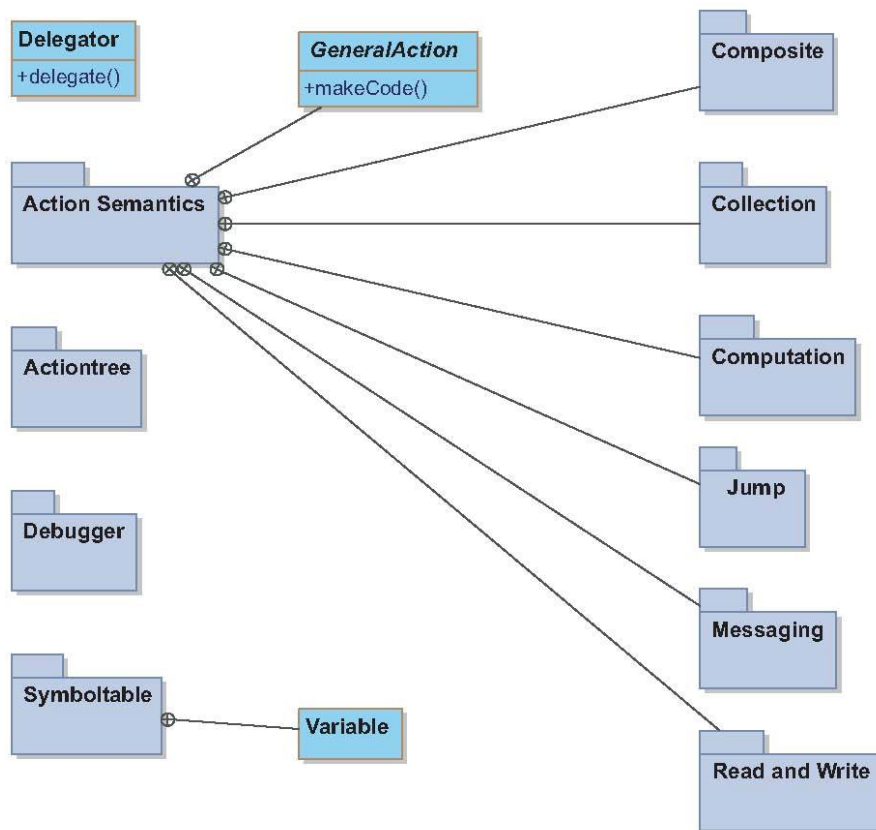 Delegator
+delegate()
GeneralAction
+makeCode()
Composite
Action Semantics
Collection
Actiontree
Computation
Debugger
Jump
Messaging
Symboltable
Variable
Read and Write